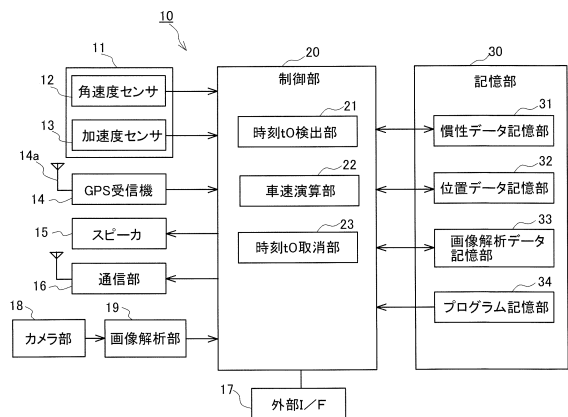 10
11
12
角速度センサ
13
加速度センサ
14a
14
GPS受信機
15
スピーカ
16
通信部
18
カメラ部
19
画像解析部
20
制御部
21
時刻t0検出部
22
車速演算部
23
時刻t0取消部
17
外部I/F
30
記憶部
31
慣性データ記憶部
32
位置データ記憶部
33
画像解析データ
記憶部
34
プログラム記憶部